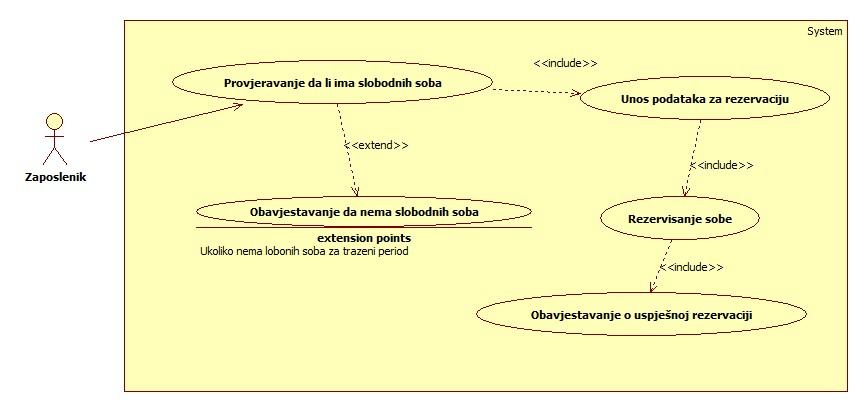 System
<<include>>
Provjeravanje da li ima slobodnih soba
Unos podataka za rezervaciju
<<extend>>
<<include>>
Zaposlenik
Obavjestavanje da nema slobodnih soba
Rezervisanje sobe
extension points
Ukoliko nema lobonih soba za trazeni period
<<include>>
Obavjestavanje o uspješnoj rezervaciji